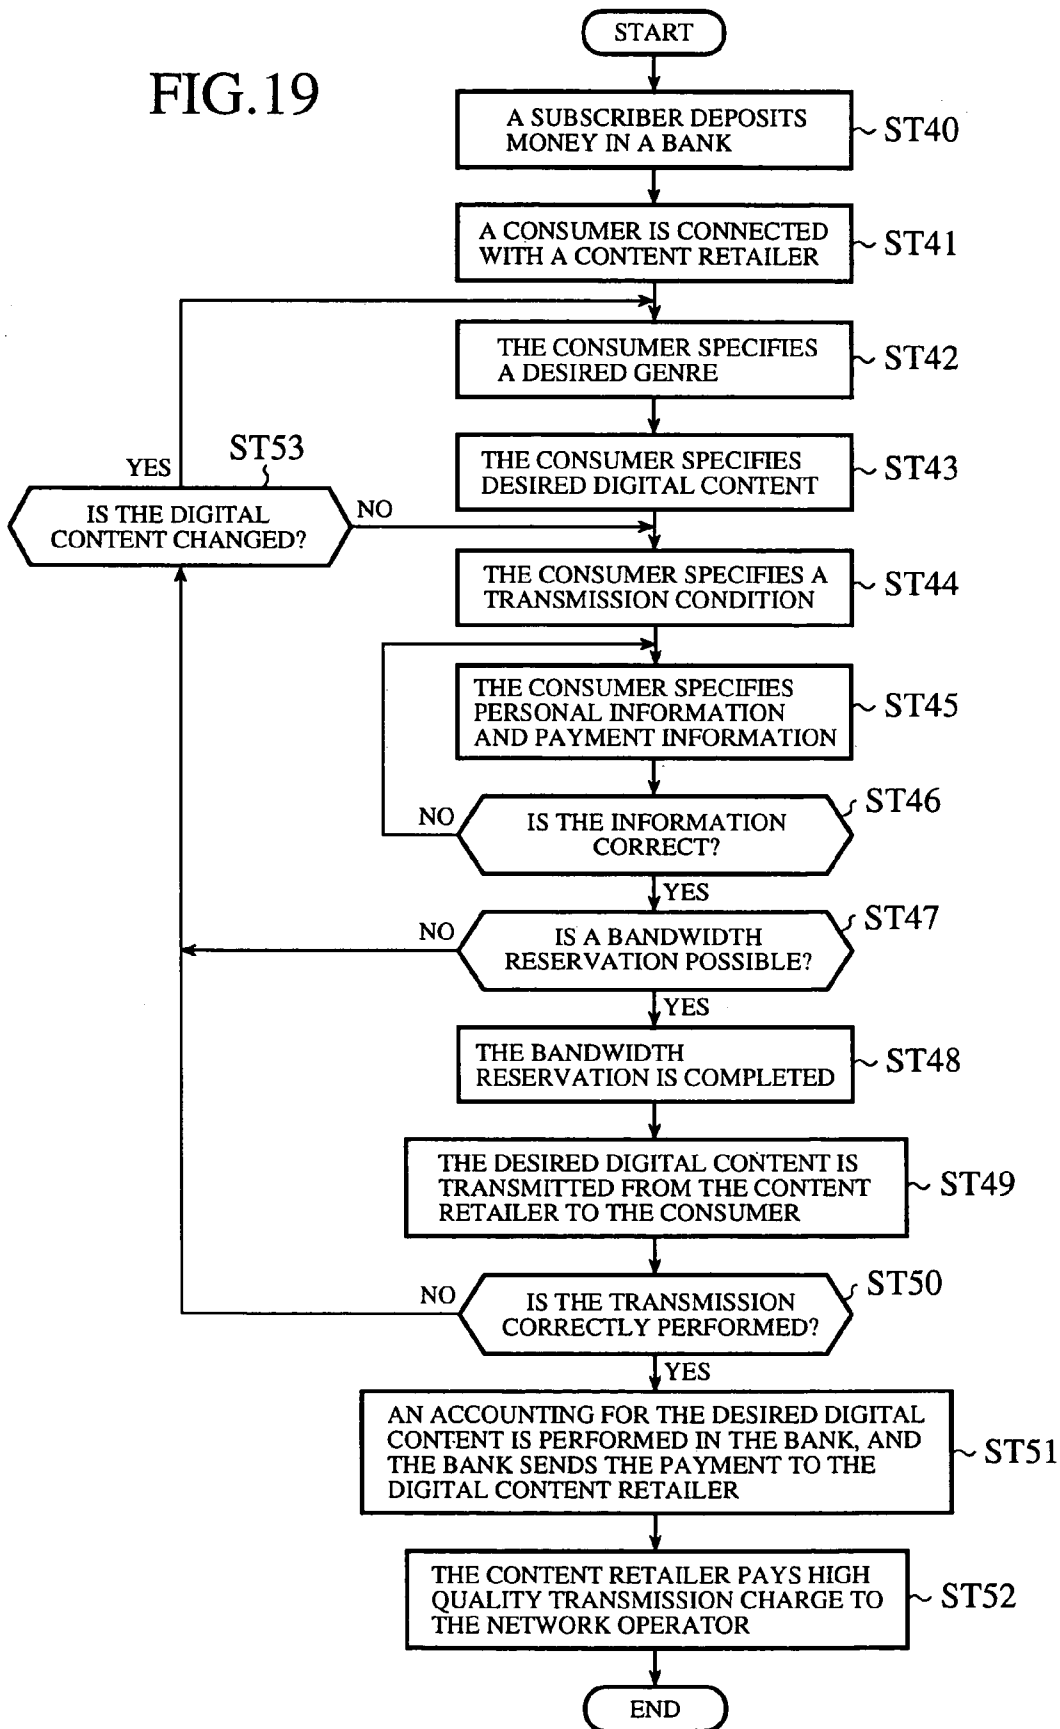 START
FIG.19
A SUBSCRIBER DEPOSITS
MONEY IN A BANK
ST40
A CONSUMER IS CONNECTED
WITH A CONTENT RETAILER
ST41
THE CONSUMER SPECIFIES
A DESIRED GENRE
ST42
ST53
YES
THE CONSUMER SPECIFIES
DESIRED DIGITAL CONTENT
ST43
IS THE DIGITAL
CONTENT CHANGED?
NO
THE CONSUMER SPECIFIES A
TRANSMISSION CONDITION
ST44
THE CONSUMER SPECIFIES
PERSONAL INFORMATION
AND PAYMENT INFORMATION
ST45
NO
IS THE INFORMATION
CORRECT?
ST46
YES
NO
IS A BANDWIDTH
RESERVATION POSSIBLE?
ST47
YES
THE BANDWIDTH
RESERVATION IS COMPLETED
ST48
THE DESIRED DIGITAL CONTENT IS
TRANSMITTED FROM THE CONTENT
RETAILER TO THE CONSUMER
ST49
NO
IS THE TRANSMISSION
CORRECTLY PERFORMED?
ST50
YES
AN ACCOUNTING FOR THE DESIRED DIGITAL
CONTENT IS PERFORMED IN THE BANK, AND
THE BANK SENDS THE PAYMENT TO THE
DIGITAL CONTENT RETAILER
ST51
THE CONTENT RETAILER PAYS HIGH
QUALITY TRANSMISSION CHARGE TO
THE NETWORK OPERATOR
ST52
END